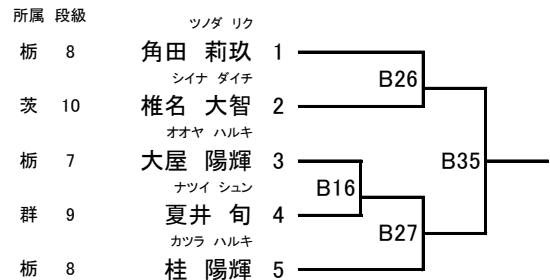 所属 段級
ツノダ リク
栃 8 角田 莉玖 1
B26
シイナ ダイチ
茨 10 椎名 大智 2
オオヤ ハルキ
栃 7 大屋 陽輝 3
B35
B16
ナツイ シュン
群 9 夏井 旬 4
B27
カツラ ハルキ
栃 8 桂 陽輝 5